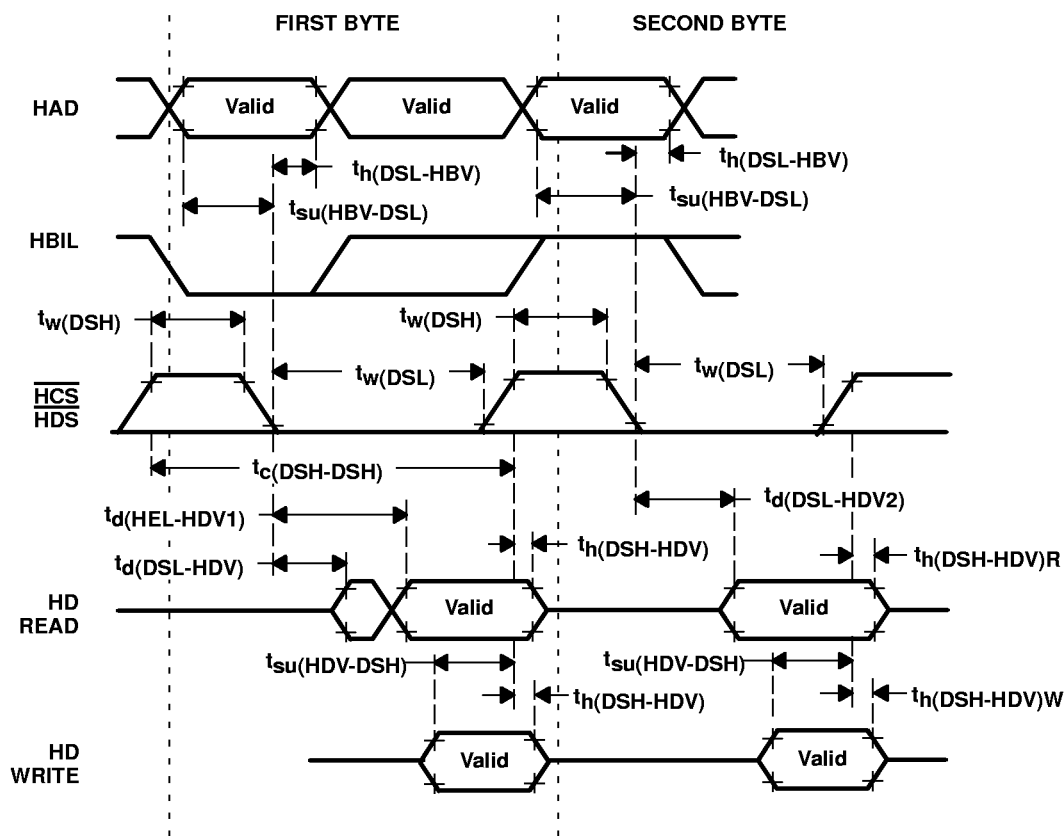 FIRST BYTE
SECOND BYTE
HAD
Valid
Valid
Valid
th(DSL-HBV)
th(DSL-HBV)
tsu(HBV-DSL)
tsu(HBV-DSL)
HBIL
tw(DSH)
tw(DSH)
tw(DSL)
tw(DSL)
HCS
HDS
tc(DSH-DSH)
td(DSL-HDV2)
td(HEL-HDV1)
th(DSH-HDV)
th(DSH-HDV)R
td(DSL-HDV)
HD
READ
Valid
Valid
tsu(HDV-DSH)
tsu(HDV-DSH)
th(DSH-HDV)
th(DSH-HDV)W
HD
WRITE
Valid
Valid